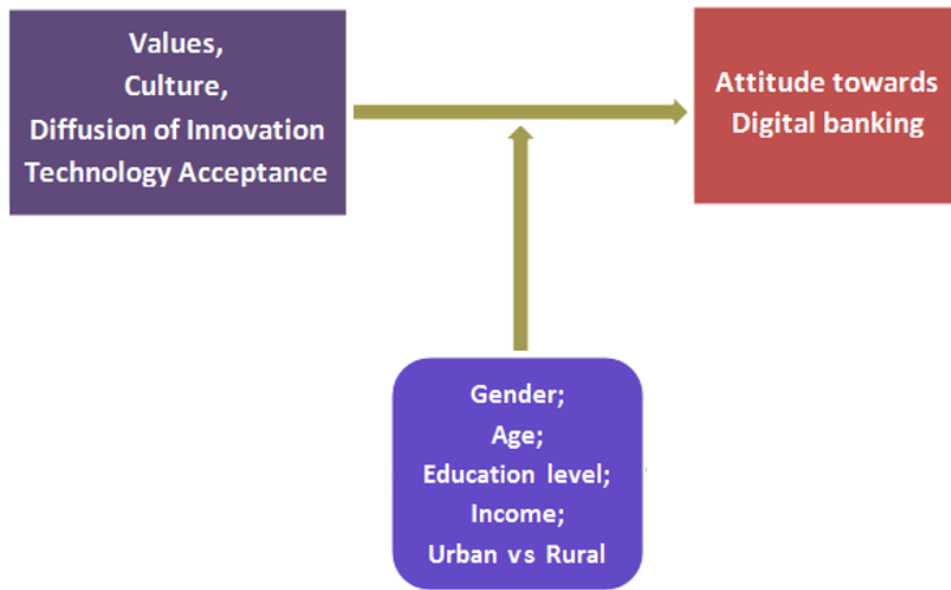 Values,
Culture,
Diffusion of Innovation
Technology Acceptance
Attitude towards
Digital banking
Gender;
Age;
Education level;
Income;
Urban vs Rural